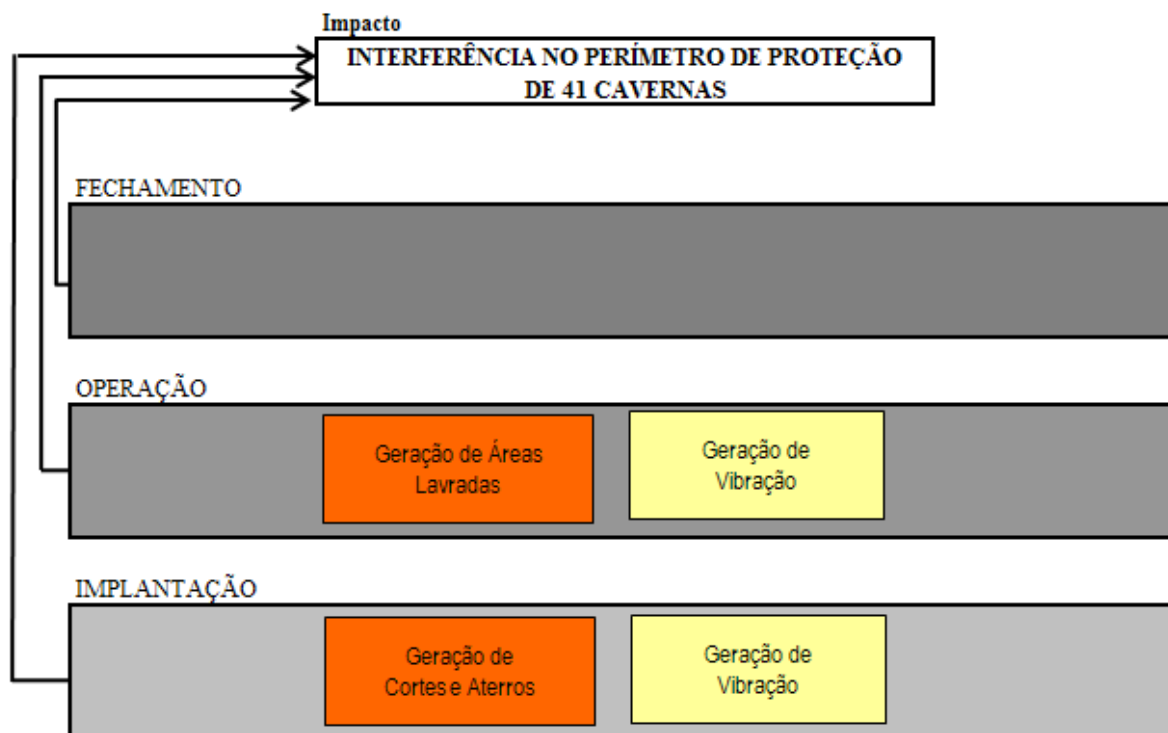 Impacto
INTERFERÊNCIA NO PERÍMETRO DE PROTEÇÃO
DE 41 CAVERNAS
FECHAMENTO
OPERAÇÃO
Geração de Áreas
Lavradas
Geração de
Vibração
IMPLANTAÇÃO
Geração de
Cortes e Aterros
Geração de
Vibração